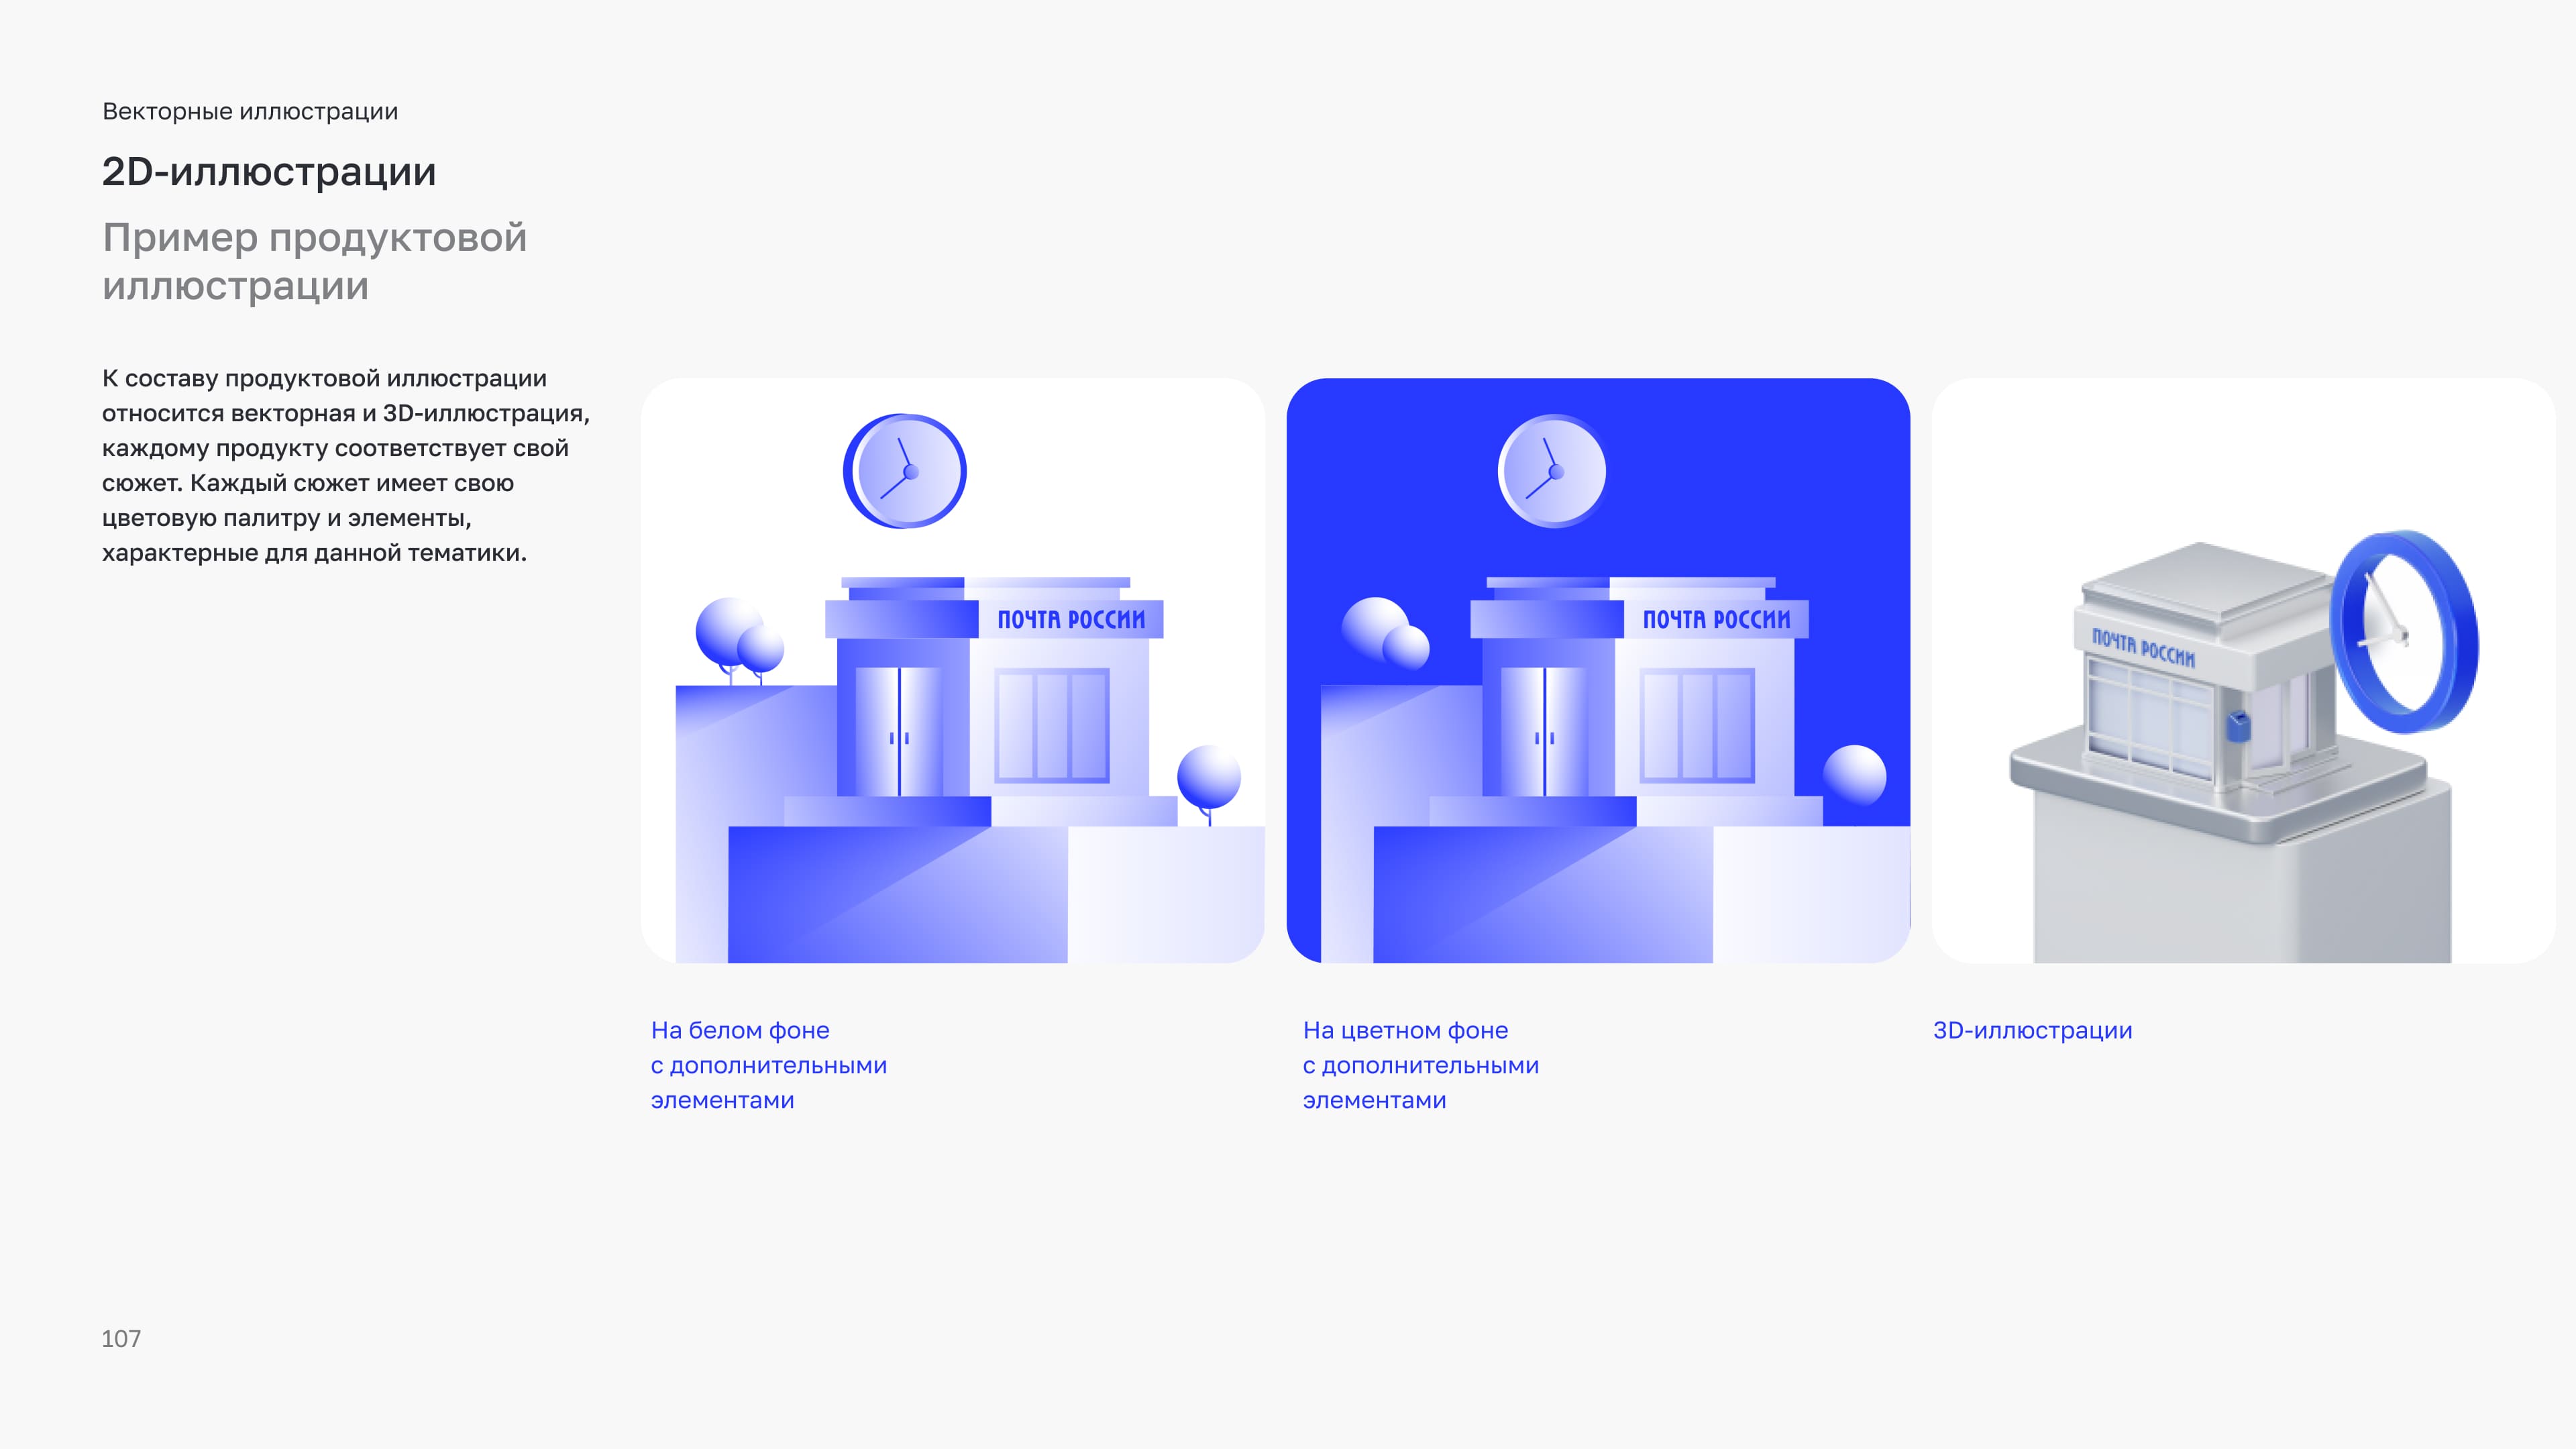 Векторные иллюстрации
2D-иллюстрации
Пример продуктовой
иллюстрации
К составу продуктовой иллюстрации
относится векторная и 3D-иллюстрация,
каждому продукту соответствует свой
сюжет. Каждый сюжет имеет свою
цветовую палитру и элементы,
характерные для данной тематики.
ПОЧТА РОССИИ
ПОЧТА РОССИИ
ПОЧТА РОССИИ
На белом фоне
с дополнительными
элементами
На цветном фоне
с дополнительными
элементами
3D-иллюстрации
107